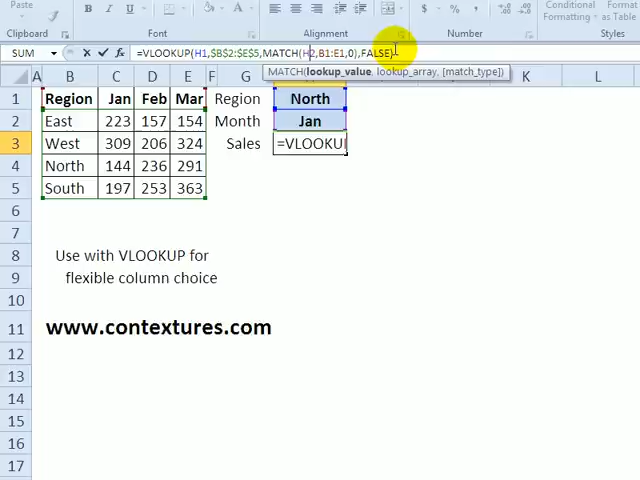 Conditional Format
Formatting as Table
Clipboard Font Alignment Number Styles
SUM =VLOOKUP(H1,$B$2:$E$5,MATCH(H2,B1:E1,0),FALSE)
MATCH(lookup_value, lookup_array, [match_type])
A B C D E F G K L M
1 Region Jan Feb Mar Region North
2 East 223 157 154 Month Jan
3 West 309 206 324 Sales =VLOOKU
4 North 144 236 291
5 South 197 253 363
6
7
8 Use with VLOOKUP for
9 flexible column choice
10
11 www.contextures.com
12
13
14
15
16
17